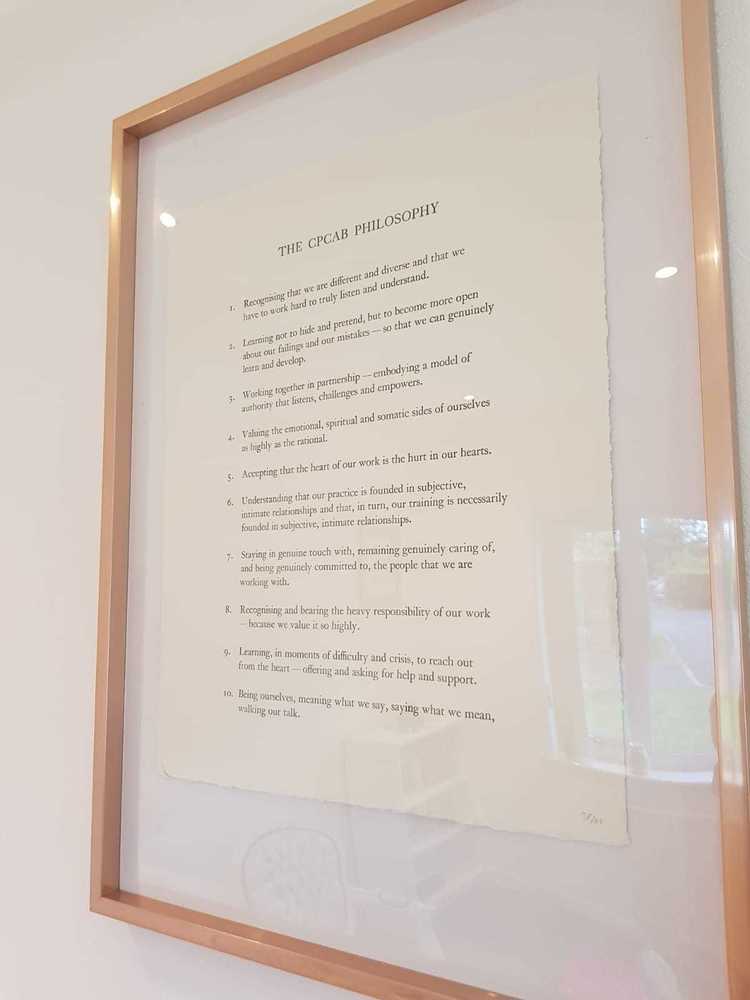 THE CPCAB PHILOSOPHY
1. Recognising that we are different and diverse and that we
have to work hard to truly listen and understand.
2. Learning not to hide and pretend, but to become more open
about our failings and our mistakes — so that we can genuinely
learn and develop.
3. Working together in partnership — embodying a model of
authority that listens, challenges and empowers.
4. Valuing the emotional, spiritual and somatic sides of ourselves
as highly as the rational.
5. Accepting that the heart of our work is the hurt in our hearts.
6. Understanding that our practice is founded in subjective,
intimate relationships and that, in turn, our training is necessarily
founded in subjective, intimate relationships.
7. Staying in genuine touch with, remaining genuinely caring of,
and being genuinely committed to, the people that we are
working with.
8. Recognising and bearing the heavy responsibility of our work
— because we value it so highly.
9. Learning, in moments of difficulty and crisis, to reach out
from the heart — offering and asking for help and support.
10. Being ourselves, meaning what we say, saying what we mean,
walking our talk.